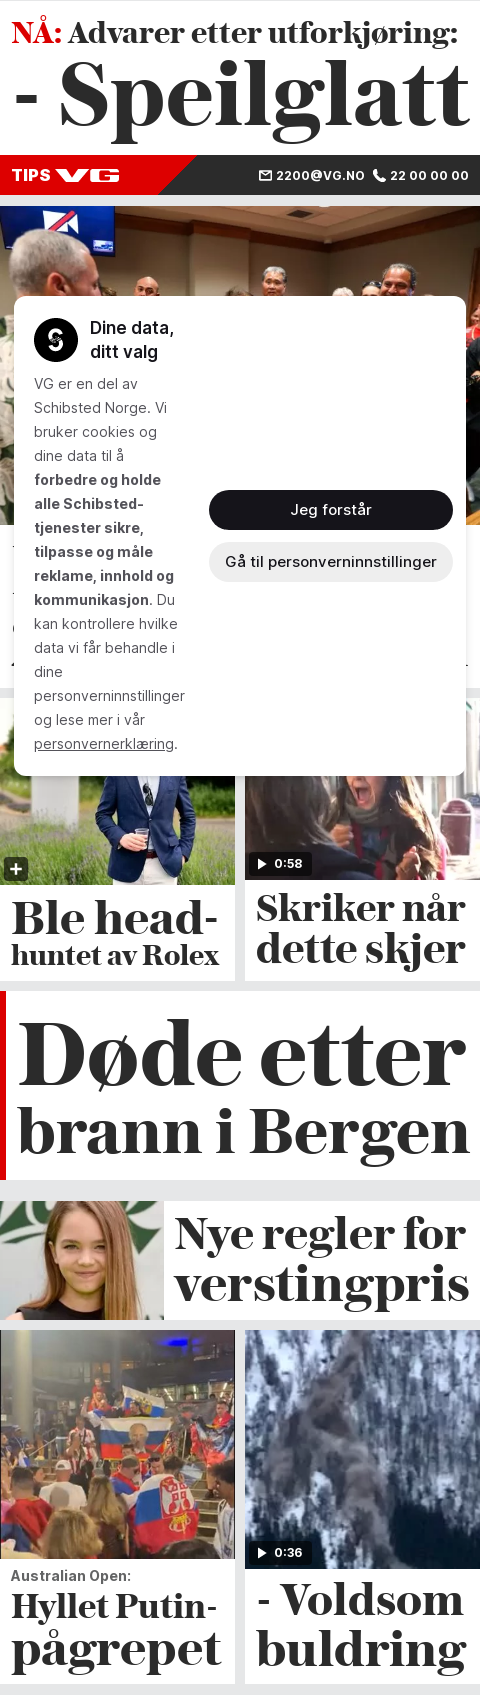 NÅ: Advarer etter utforkjøring:
- Speilglatt
TIPS VG 2200@VG.NO 22 00 00 00
Dine data,
ditt valg
VG er en del av
Schibsted Norge. Vi
bruker cookies og
dine data til å
forbedre og holde
alle Schibsted-
tjenester sikre,
tilpasse og måle
reklame, innhold og
kommunikasjon. Du
kan kontrollere hvilke
data vi får behandle i
dine
personverninnstillinger
og lese mer i vår
personvernerklæring.
Jeg forstår
Gå til personverninnstillinger
Ble head-
huntet av Rolex
0:58
Skriker når
dette skjer
Døde etter
brann i Bergen
Nye regler for
verstingpris
Australian Open:
Hyllet Putin-
pågrepet
0:36
- Voldsom
buldring